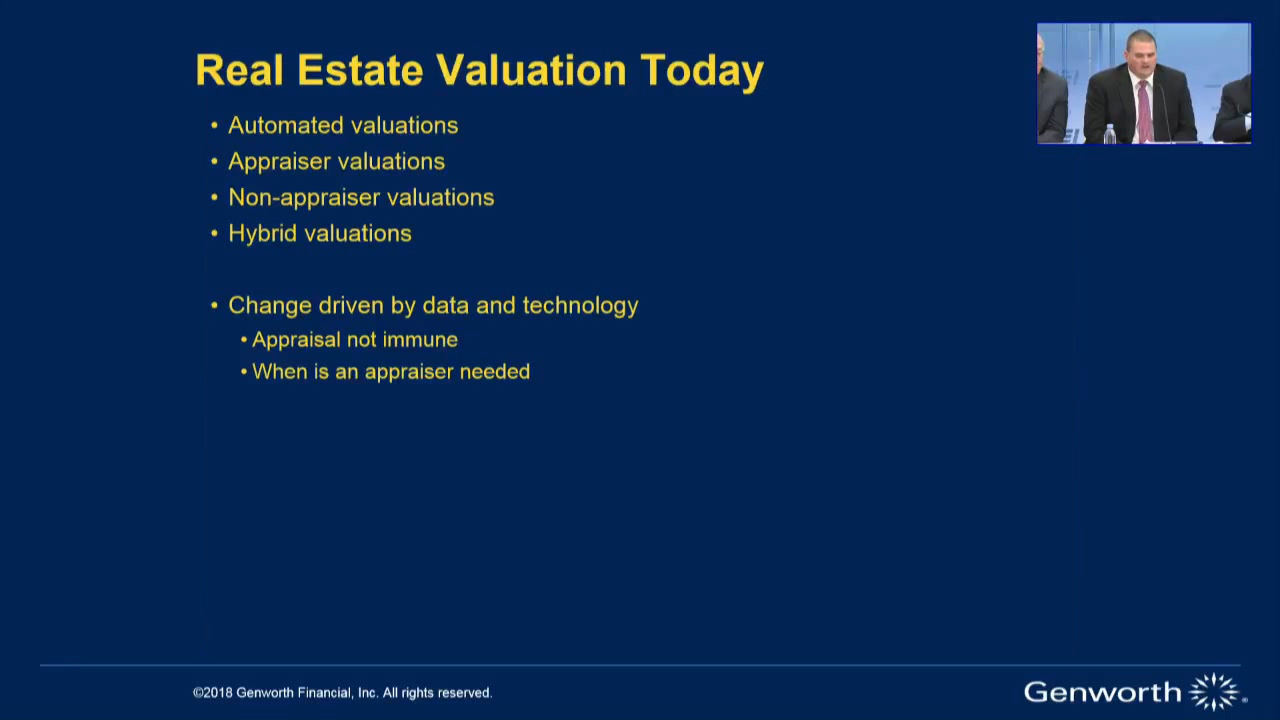 Real Estate Valuation Today
• Automated valuations
• Appraiser valuations
• Non-appraiser valuations
• Hybrid valuations
• Change driven by data and technology
• Appraisal not immune
• When is an appraiser needed
©2018 Genworth Financial, Inc. All rights reserved.
Genworth